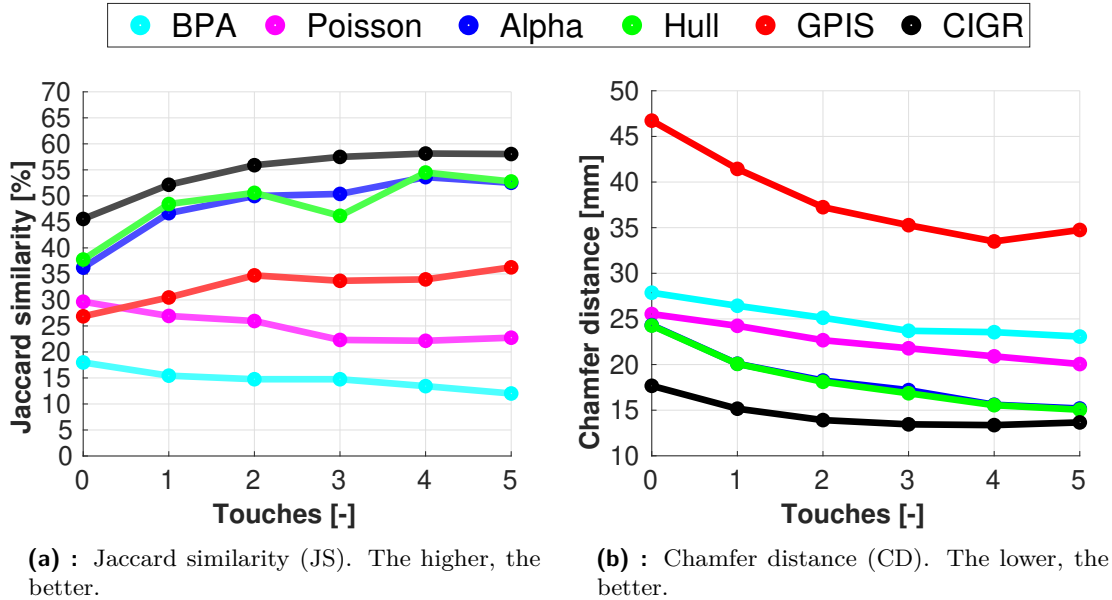 BPA Poisson Alpha Hull GPIS CIGR
70
65
60
55
50
45
40
35
30
25
20
15
10
5
0
Jaccard similarity [%]
0 1 2 3 4 5
Touches [-]
(a) : Jaccard similarity (JS). The higher, the
better.
50
45
40
35
30
25
20
15
10
Chamfer distance [mm]
0 1 2 3 4 5
Touches [-]
(b) : Chamfer distance (CD). The lower, the
better.